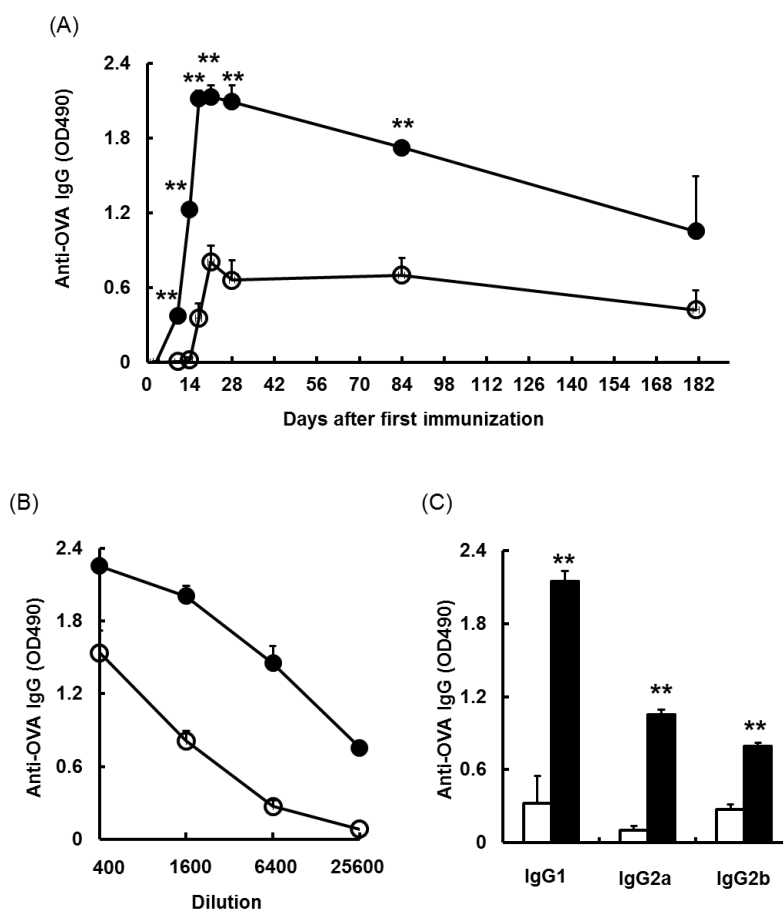 (A)
Anti-OVA IgG (OD490)
2.4
1.8
1.2
0.6
0
** ** ** ** ** **
0 14 28 42 56 70 84 98 112 126 140 154 168 182
Days after first immunization
(B)
Anti-OVA IgG (OD490)
2.4
1.8
1.2
0.6
0
400 1600 6400 25600
Dilution
(C)
Anti-OVA IgG (OD490)
2.4
1.8
1.2
0.6
0
** ** **
IgG1 IgG2a IgG2b